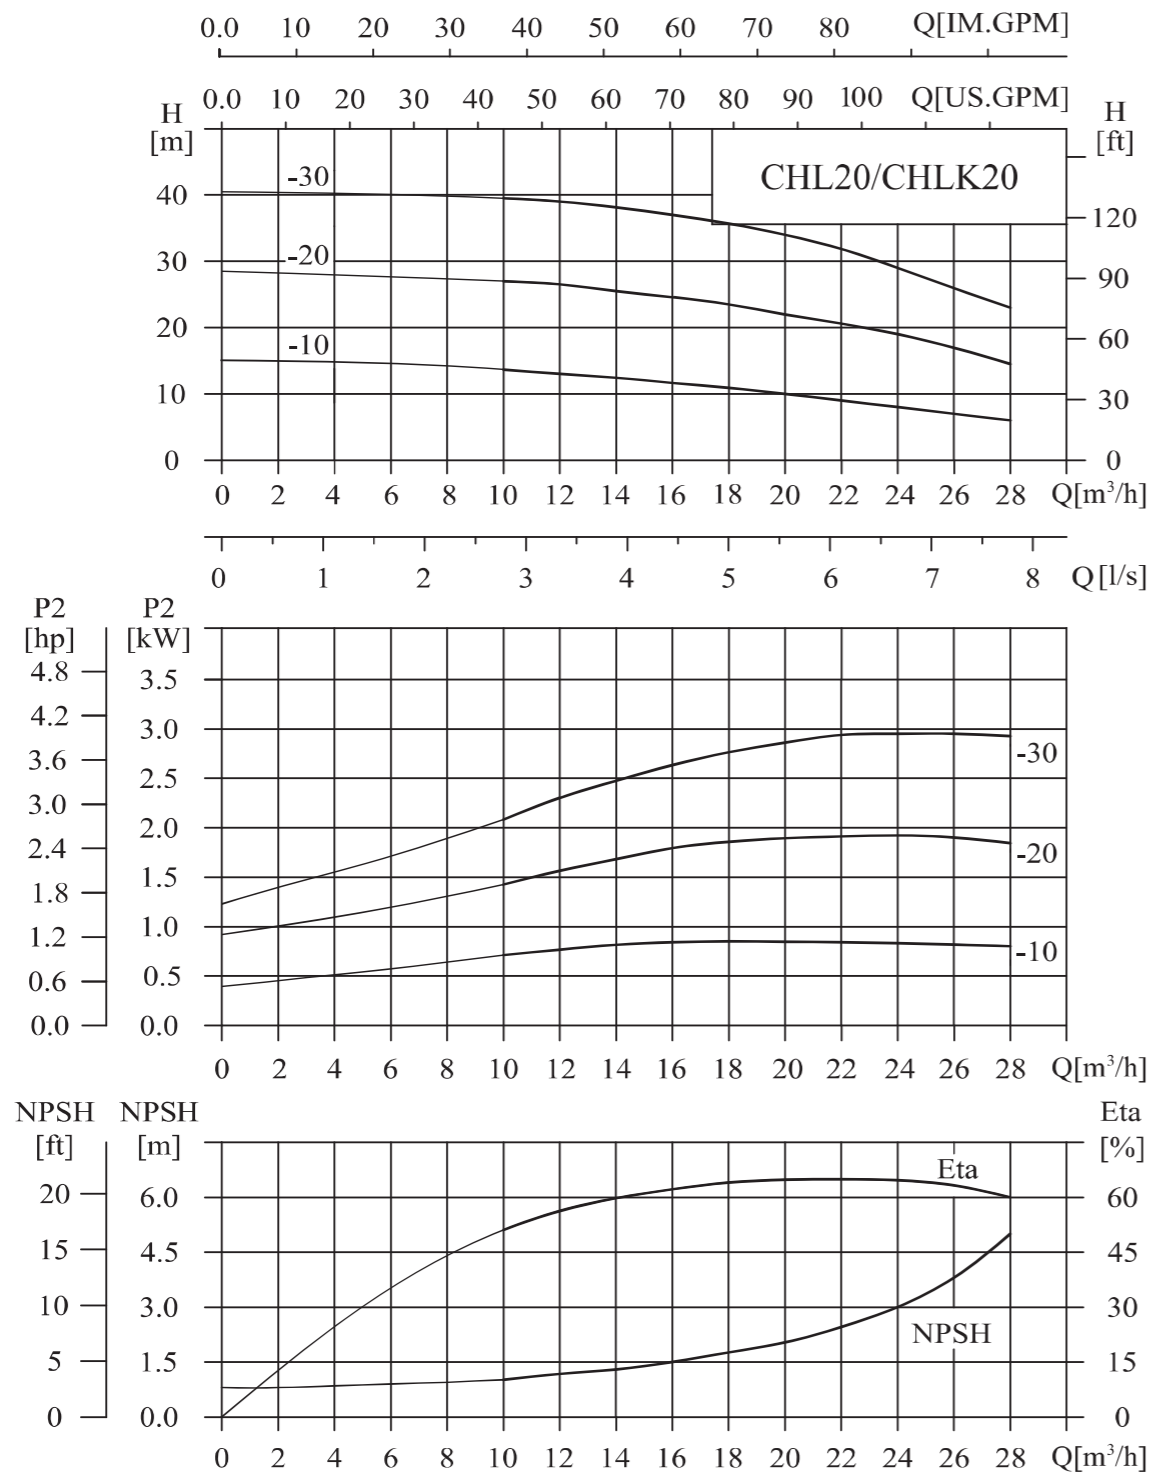 0.0 10 20 30 40 50 60 70 80 Q[IM.GPM]
0.0 10 20 30 40 50 60 70 80 90 100 Q[US.GPM]
H
[m]
H
[ft]
CHL20/CHLK20
-30
40
120
-20
30
90
20
60
-10
10
30
0
0
0 2 4 6 8 10 12 14 16 18 20 22 24 26 28 Q[m³/h]
0 1 2 3 4 5 6 7 8 Q[l/s]
P2
[hp]
P2
[kW]
4.8
4.2
3.6
3.0
2.4
1.8
1.2
0.6
0.0
3.5
3.0
2.5
2.0
1.5
1.0
0.5
0.0
-30
-20
-10
0 2 4 6 8 10 12 14 16 18 20 22 24 26 28 Q[m³/h]
NPSH
[ft]
NPSH
[m]
Eta
[%]
20
15
10
5
0
6.0
4.5
3.0
1.5
0.0
Eta
NPSH
60
45
30
15
0
0 2 4 6 8 10 12 14 16 18 20 22 24 26 28 Q[m³/h]